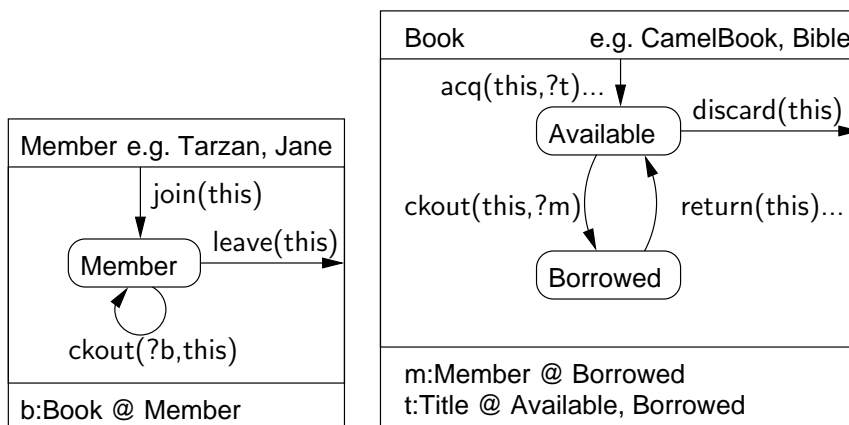 Member e.g. Tarzan, Jane
join(this)
Member
leave(this)
ckout(?b,this)
b:Book @ Member
Book e.g. CamelBook, Bible
acq(this,?t)...
Available
discard(this)
ckout(this,?m)
return(this)...
Borrowed
m:Member @ Borrowed
t:Title @ Available, Borrowed